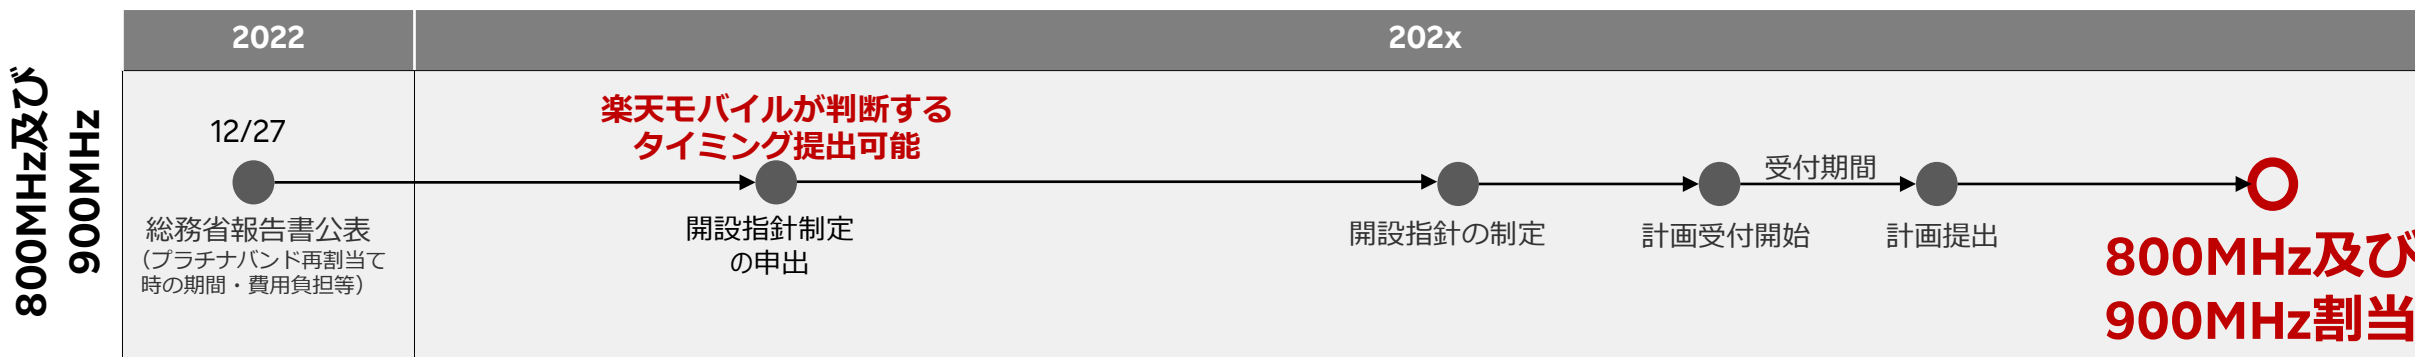 2022
202x
800MHz及び
900MHz
12/27
総務省報告書公表
（プラチナバンド再割当て
時の期間・費用負担等）
楽天モバイルが判断する
タイミング提出可能
開設指針制定
の申出
開設指針の制定
計画受付開始
受付期間
計画提出
800MHz及び
900MHz割当